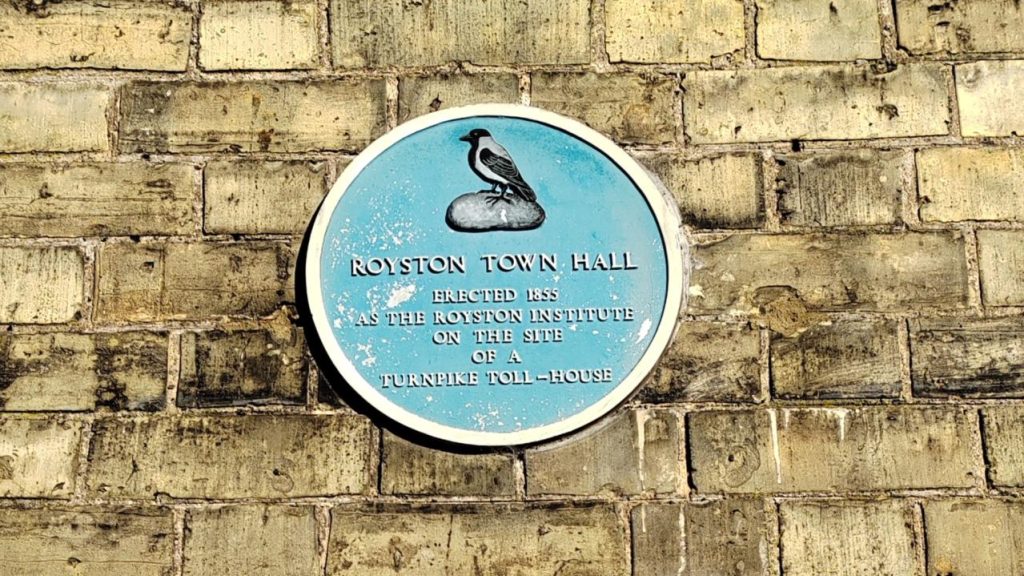 ROYSTON TOWN HALL
ERECTED 1855
AS THE ROYSTON INSTITUTE
ON THE SITE
OF A
TURNPIKE TOLL-HOUSE